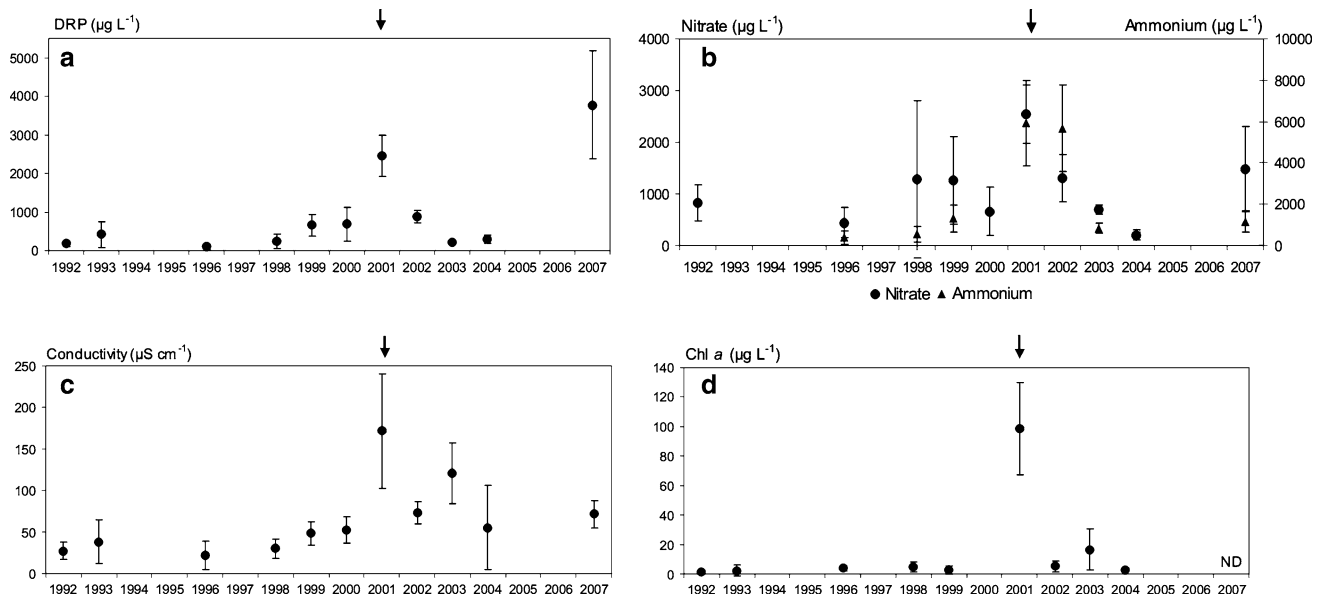 DRP (µg L⁻¹)
a
5000
4000
3000
2000
1000
0
1992 1993 1994 1995 1996 1997 1998 1999 2000 2001 2002 2003 2004 2005 2006 2007
Nitrate (µg L⁻¹) Ammonium (µg L⁻¹)
b
4000
3000
2000
1000
0
10000
8000
6000
4000
2000
0
1992 1993 1994 1995 1996 1997 1998 1999 2000 2001 2002 2003 2004 2005 2006 2007
Nitrate Ammonium
Conductivity (µS cm⁻¹)
c
250
200
150
100
50
0
1992 1993 1994 1995 1996 1997 1998 1999 2000 2001 2002 2003 2004 2005 2006 2007
Chl a (µg L⁻¹)
d
140
120
100
80
60
40
20
0
ND
1992 1993 1994 1995 1996 1997 1998 1999 2000 2001 2002 2003 2004 2005 2006 2007